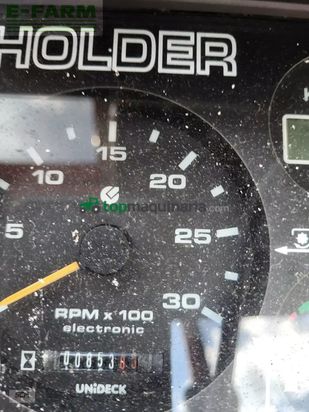 E-FARM
HOLDER
15
10
20
topmaquinaria.com
5
25
30
RPM x 100
electronic
UNiDECK